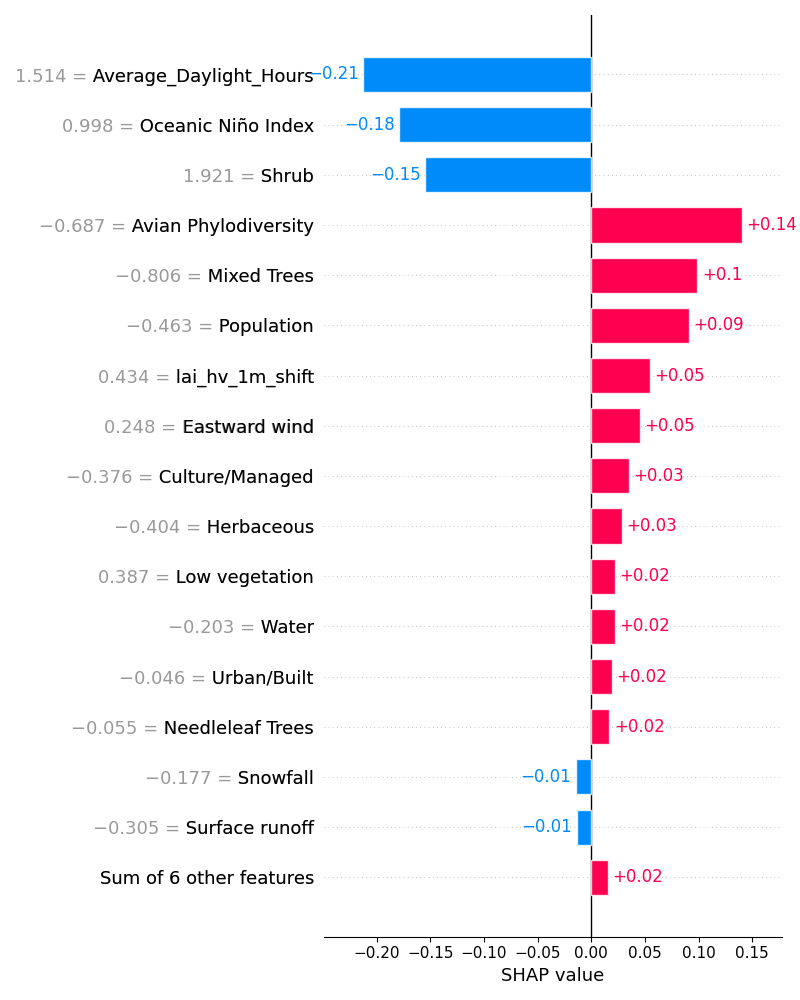 1.514 = Average_Daylight_Hours −0.21
0.998 = Oceanic Niño Index −0.18
1.921 = Shrub −0.15
−0.687 = Avian Phylodiversity +0.14
−0.806 = Mixed Trees +0.1
−0.463 = Population +0.09
0.434 = lai_hv_1m_shift +0.05
0.248 = Eastward wind +0.05
−0.376 = Culture/Managed +0.03
−0.404 = Herbaceous +0.03
0.387 = Low vegetation +0.02
−0.203 = Water +0.02
−0.046 = Urban/Built +0.02
−0.055 = Needleleaf Trees +0.02
−0.177 = Snowfall −0.01
−0.305 = Surface runoff −0.01
Sum of 6 other features +0.02
−0.20 −0.15 −0.10 −0.05 0.00 0.05 0.10 0.15
SHAP value